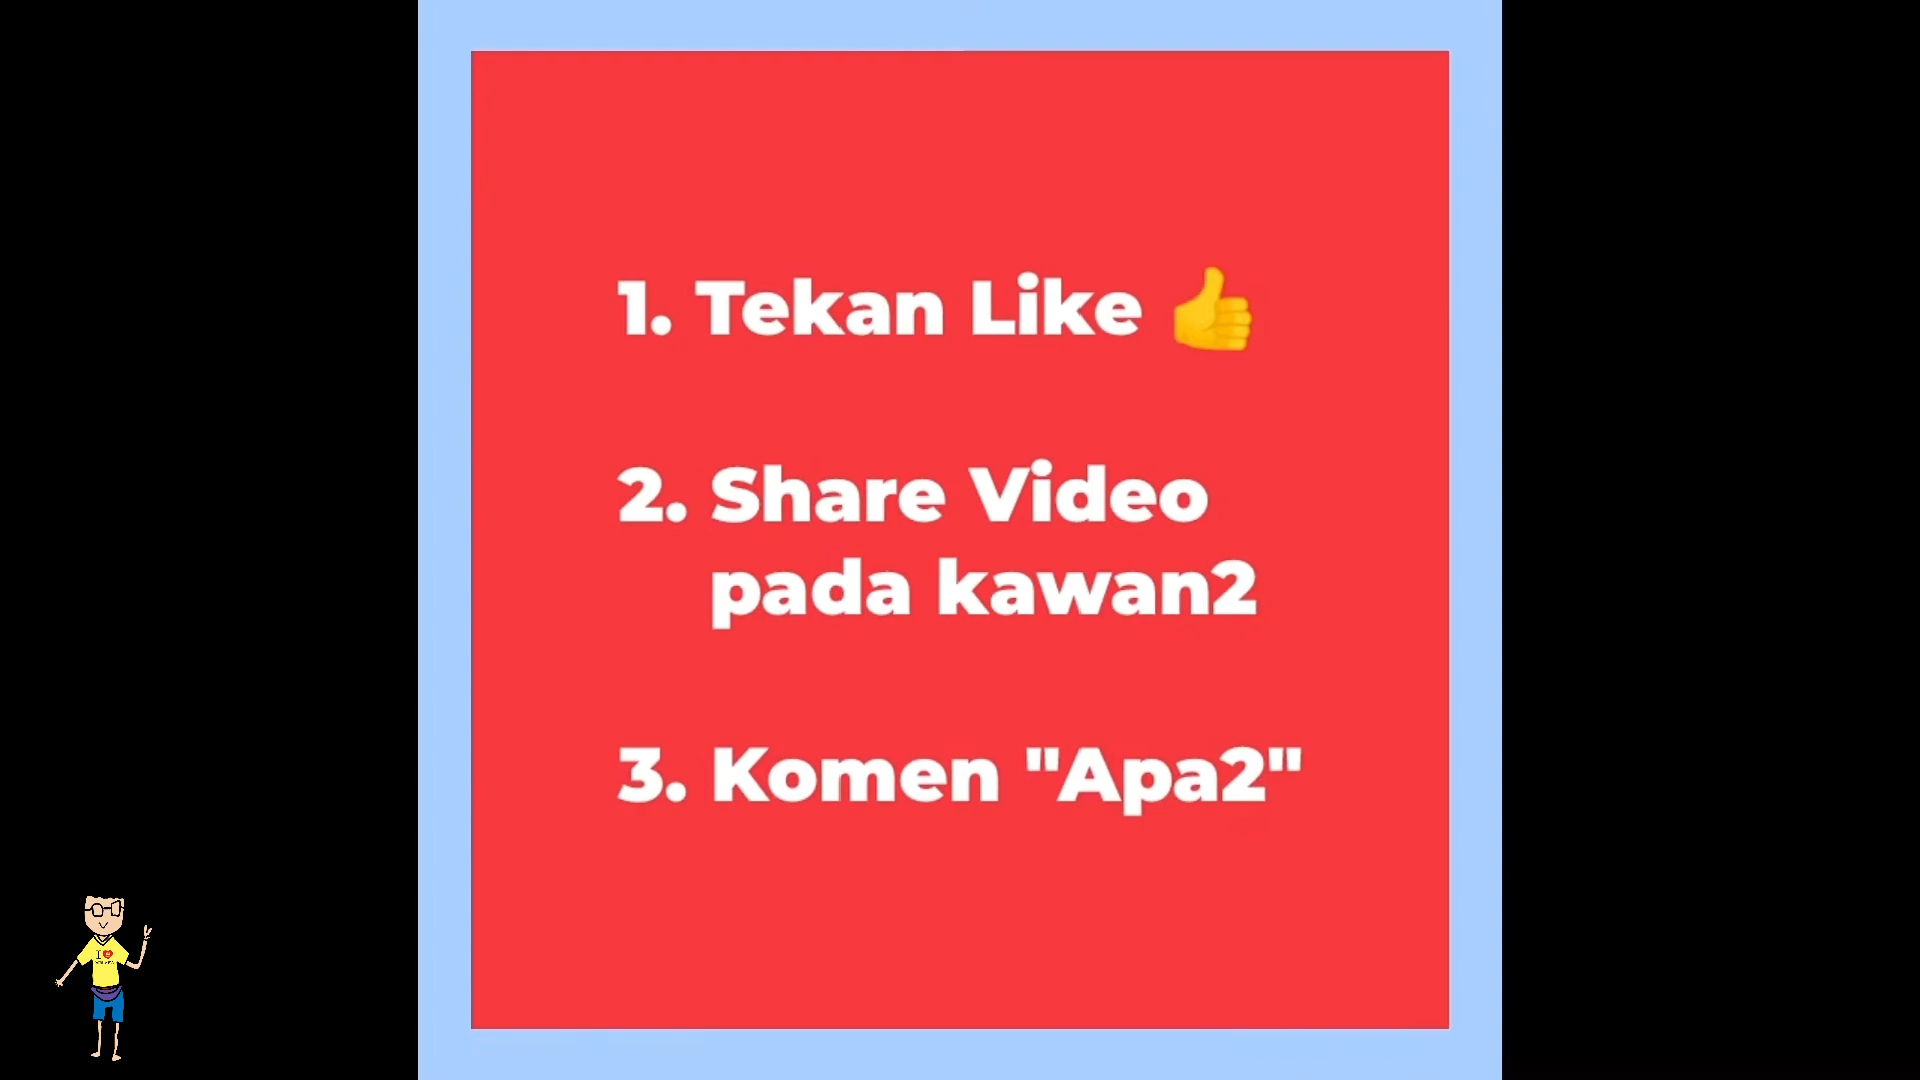 1. Tekan Like 👍
2. Share Video
pada kawan2
3. Komen "Apa2"
I